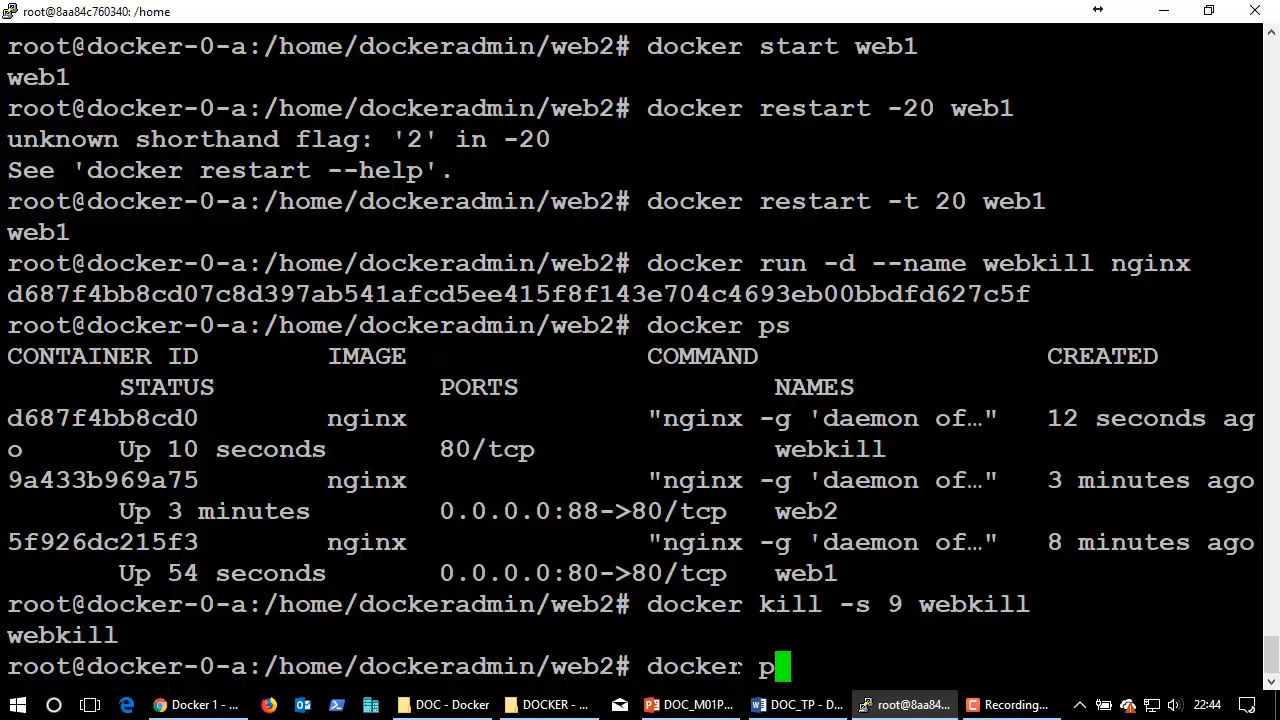 root@8aa84c760340: /home
root@docker-0-a:/home/dockeradmin/web2# docker start web1
web1
root@docker-0-a:/home/dockeradmin/web2# docker restart -20 web1
unknown shorthand flag: '2' in -20
See 'docker restart --help'.
root@docker-0-a:/home/dockeradmin/web2# docker restart -t 20 web1
web1
root@docker-0-a:/home/dockeradmin/web2# docker run -d --name webkill nginx
d687f4bb8cd07c8d397ab541afcd5ee415f8f143e704c4693eb00bbdfd627c5f
root@docker-0-a:/home/dockeradmin/web2# docker ps
CONTAINER ID IMAGE COMMAND CREATED
STATUS PORTS NAMES
d687f4bb8cd0 nginx "nginx -g 'daemon of…" 12 seconds ag
o Up 10 seconds 80/tcp webkill
9a433b969a75 nginx "nginx -g 'daemon of…" 3 minutes ago
Up 3 minutes 0.0.0.0:88->80/tcp web2
5f926dc215f3 nginx "nginx -g 'daemon of…" 8 minutes ago
Up 54 seconds 0.0.0.0:80->80/tcp web1
root@docker-0-a:/home/dockeradmin/web2# docker kill -s 9 webkill
webkill
root@docker-0-a:/home/dockeradmin/web2# docker p
Docker 1 - ... DOC - Docker DOCKER - ... DOC_M01P... DOC_TP - D... root@8aa84... Recording... 22:44